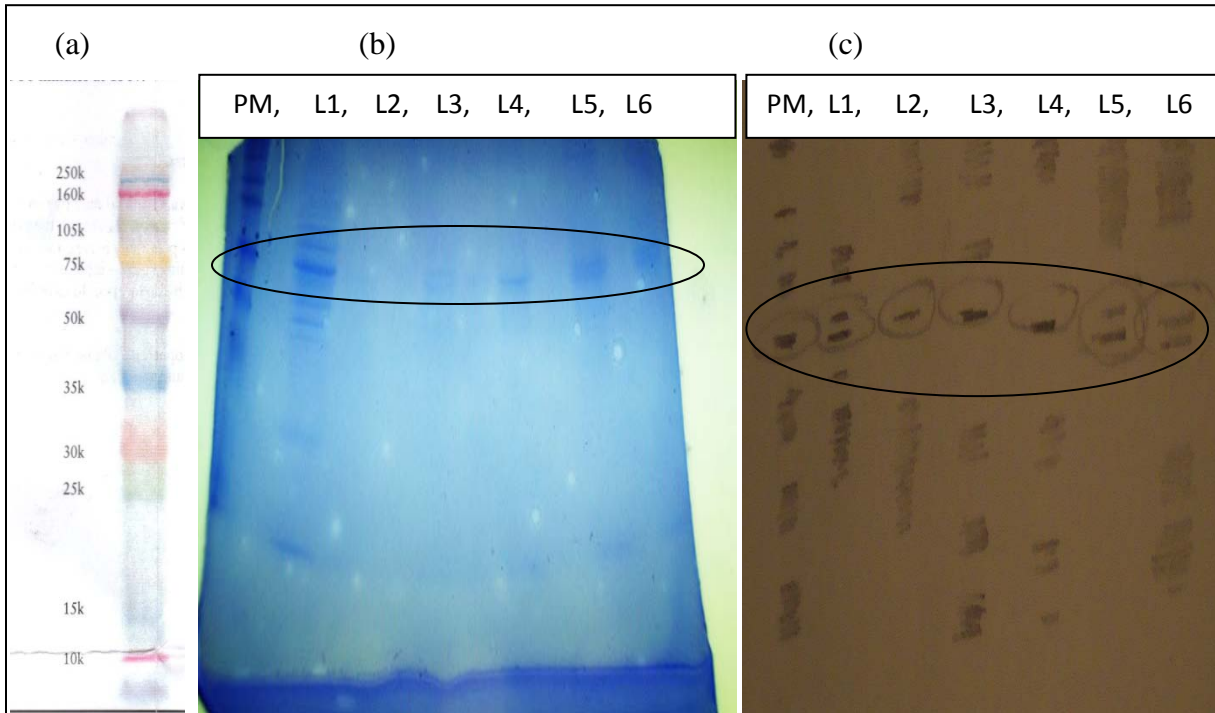 (a)
(b)
(c)
PM, L1, L2, L3, L4, L5, L6
PM, L1, L2, L3, L4, L5, L6
250k
160k
105k
75k
50k
35k
30k
25k
15k
10k